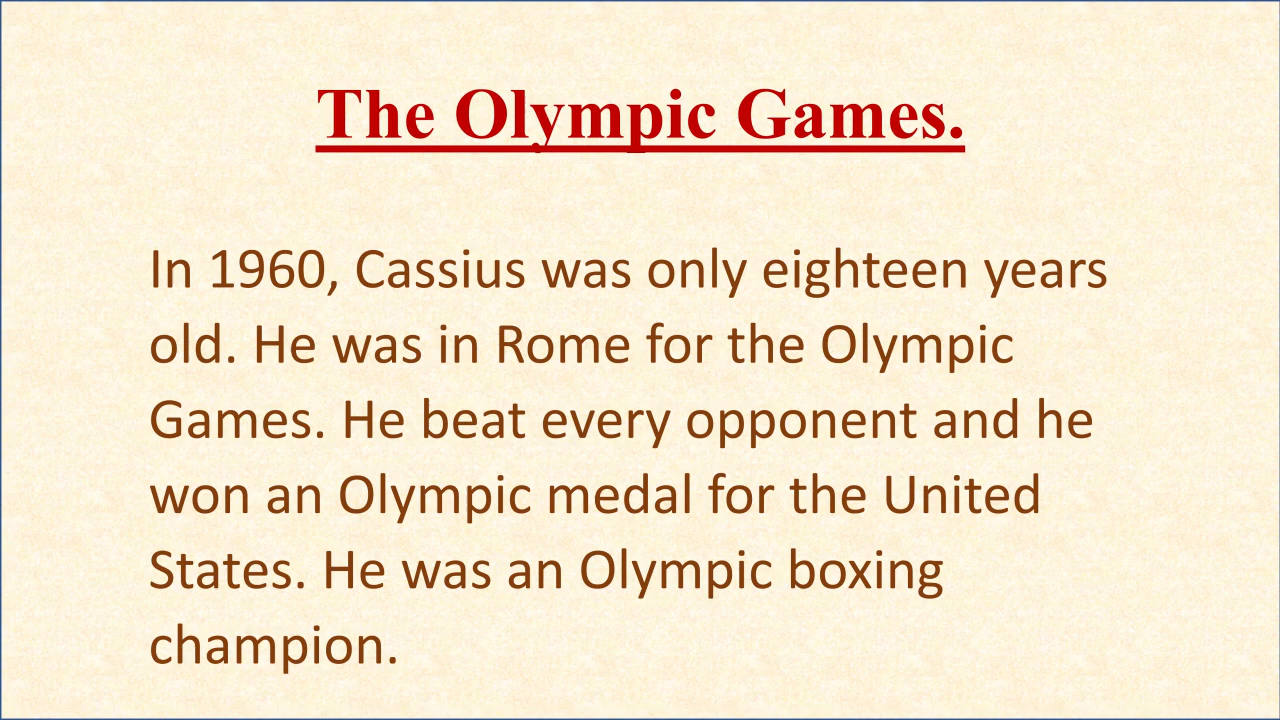 The Olympic Games.
In 1960, Cassius was only eighteen years
old. He was in Rome for the Olympic
Games. He beat every opponent and he
won an Olympic medal for the United
States. He was an Olympic boxing
champion.